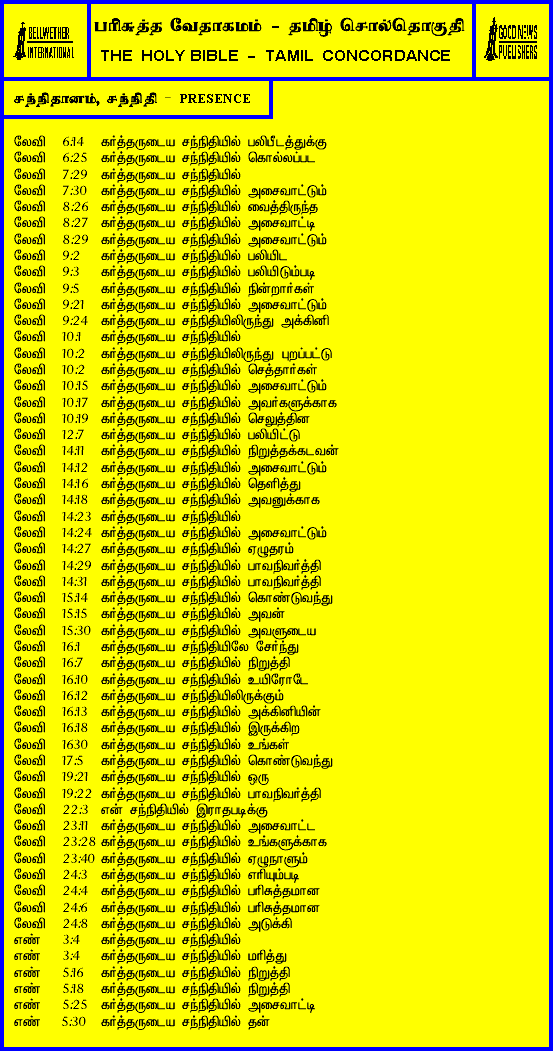 BELLWETHER
INTERNATIONAL
பரிசுத்த வேதாகமம் - தமிழ் சொல்தொகுதி
THE HOLY BIBLE - TAMIL CONCORDANCE
GOOD NEWS
PUBLISHERS
சந்நிதானம், சந்நிதி - PRESENCE
லேவி 6:14 கர்த்தருடைய சந்நிதியில் பலிபீடத்துக்கு
லேவி 6:25 கர்த்தருடைய சந்நிதியில் கொல்லப்பட
லேவி 7:29 கர்த்தருடைய சந்நிதியில்
லேவி 7:30 கர்த்தருடைய சந்நிதியில் அசைவாட்டும்
லேவி 8:26 கர்த்தருடைய சந்நிதியில் வைத்திருந்த
லேவி 8:27 கர்த்தருடைய சந்நிதியில் அசைவாட்டி
லேவி 8:29 கர்த்தருடைய சந்நிதியில் அசைவாட்டும்
லேவி 9:2 கர்த்தருடைய சந்நிதியில் பலியிட
லேவி 9:3 கர்த்தருடைய சந்நிதியில் பலியிடும்படி
லேவி 9:5 கர்த்தருடைய சந்நிதியில் நின்றார்கள்
லேவி 9:21 கர்த்தருடைய சந்நிதியில் அசைவாட்டும்
லேவி 9:24 கர்த்தருடைய சந்நிதியிலிருந்து அக்கினி
லேவி 10:1 கர்த்தருடைய சந்நிதியில்
லேவி 10:2 கர்த்தருடைய சந்நிதியிலிருந்து புறப்பட்டு
லேவி 10:2 கர்த்தருடைய சந்நிதியில் செத்தார்கள்
லேவி 10:15 கர்த்தருடைய சந்நிதியில் அசைவாட்டும்
லேவி 10:17 கர்த்தருடைய சந்நிதியில் அவர்களுக்காக
லேவி 10:19 கர்த்தருடைய சந்நிதியில் செலுத்தின
லேவி 12:7 கர்த்தருடைய சந்நிதியில் பலியிட்டு
லேவி 14:11 கர்த்தருடைய சந்நிதியில் நிறுத்தக்கடவன்
லேவி 14:12 கர்த்தருடைய சந்நிதியில் அசைவாட்டும்
லேவி 14:16 கர்த்தருடைய சந்நிதியில் தெளித்து
லேவி 14:18 கர்த்தருடைய சந்நிதியில் அவனுக்காக
லேவி 14:23 கர்த்தருடைய சந்நிதியில்
லேவி 14:24 கர்த்தருடைய சந்நிதியில் அசைவாட்டும்
லேவி 14:27 கர்த்தருடைய சந்நிதியில் ஏழுதரம்
லேவி 14:29 கர்த்தருடைய சந்நிதியில் பாவநிவர்த்தி
லேவி 14:31 கர்த்தருடைய சந்நிதியில் பாவநிவர்த்தி
லேவி 15:14 கர்த்தருடைய சந்நிதியில் கொண்டுவந்து
லேவி 15:15 கர்த்தருடைய சந்நிதியில் அவன்
லேவி 15:30 கர்த்தருடைய சந்நிதியில் அவளுடைய
லேவி 16:1 கர்த்தருடைய சந்நிதியிலே சேர்ந்து
லேவி 16:7 கர்த்தருடைய சந்நிதியில் நிறுத்தி
லேவி 16:10 கர்த்தருடைய சந்நிதியில் உயிரோடே
லேவி 16:12 கர்த்தருடைய சந்நிதியிலிருக்கும்
லேவி 16:13 கர்த்தருடைய சந்நிதியில் அக்கினியின்
லேவி 16:18 கர்த்தருடைய சந்நிதியில் இருக்கிற
லேவி 1630 கர்த்தருடைய சந்நிதியில் உங்கள்
லேவி 17:5 கர்த்தருடைய சந்நிதியில் கொண்டுவந்து
லேவி 19:21 கர்த்தருடைய சந்நிதியில் ஒரு
லேவி 19:22 கர்த்தருடைய சந்நிதியில் பாவநிவர்த்தி
லேவி 22:3 என் சந்நிதியில் இராதபடிக்கு
லேவி 23:11 கர்த்தருடைய சந்நிதியில் அசைவாட்ட
லேவி 23:28 கர்த்தருடைய சந்நிதியில் உங்களுக்காக
லேவி 23:40 கர்த்தருடைய சந்நிதியில் ஏழுநாளும்
லேவி 24:3 கர்த்தருடைய சந்நிதியில் எரியும்படி
லேவி 24:4 கர்த்தருடைய சந்நிதியில் பரிசுத்தமான
லேவி 24:6 கர்த்தருடைய சந்நிதியில் பரிசுத்தமான
லேவி 24:8 கர்த்தருடைய சந்நிதியில் அடுக்கி
எண் 3:4 கர்த்தருடைய சந்நிதியில்
எண் 3:4 கர்த்தருடைய சந்நிதியில் மரித்து
எண் 5:16 கர்த்தருடைய சந்நிதியில் நிறுத்தி
எண் 5:18 கர்த்தருடைய சந்நிதியில் நிறுத்தி
எண் 5:25 கர்த்தருடைய சந்நிதியில் அசைவாட்டி
எண் 5:30 கர்த்தருடைய சந்நிதியில் தன்